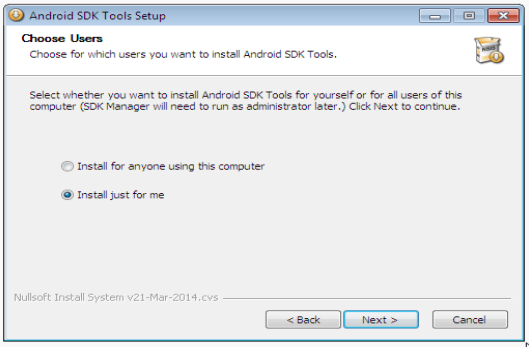 Android SDK Tools Setup
Choose Users
Choose for which users you want to install Android SDK Tools.
NSIS
Select whether you want to install Android SDK Tools for yourself or for all users of this
computer (SDK Manager will need to run as administrator later.) Click Next to continue.
Install for anyone using this computer
Install just for me
Nullsoft Install System v21-Mar-2014.cvs
< Back Next > Cancel